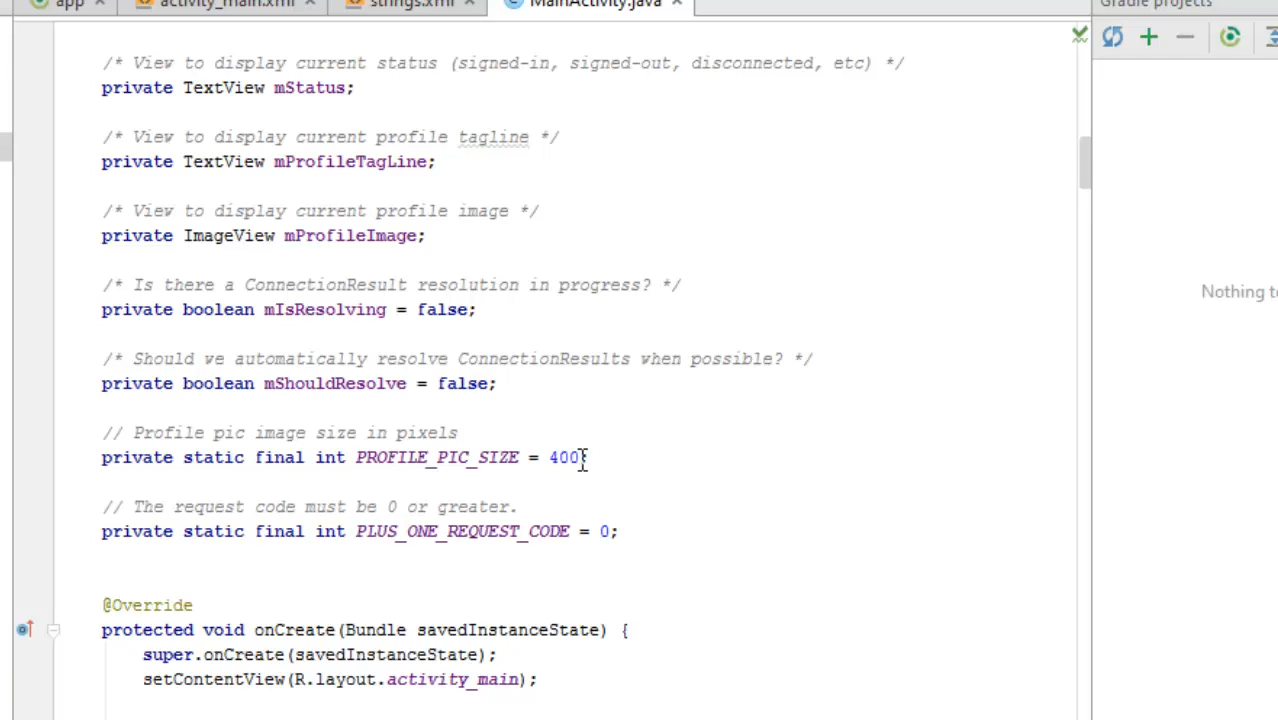 app
activity_main.xml
strings.xml
MainActivity.java
Gradle projects
/* View to display current status (signed-in, signed-out, disconnected, etc) */
private TextView mStatus;
/* View to display current profile tagline */
private TextView mProfileTagLine;
/* View to display current profile image */
private ImageView mProfileImage;
/* Is there a ConnectionResult resolution in progress? */
private boolean mIsResolving = false;
/* Should we automatically resolve ConnectionResults when possible? */
private boolean mShouldResolve = false;
// Profile pic image size in pixels
private static final int PROFILE_PIC_SIZE = 400;
// The request code must be 0 or greater.
private static final int PLUS_ONE_REQUEST_CODE = 0;
@Override
protected void onCreate(Bundle savedInstanceState) {
super.onCreate(savedInstanceState);
setContentView(R.layout.activity_main);
Nothing